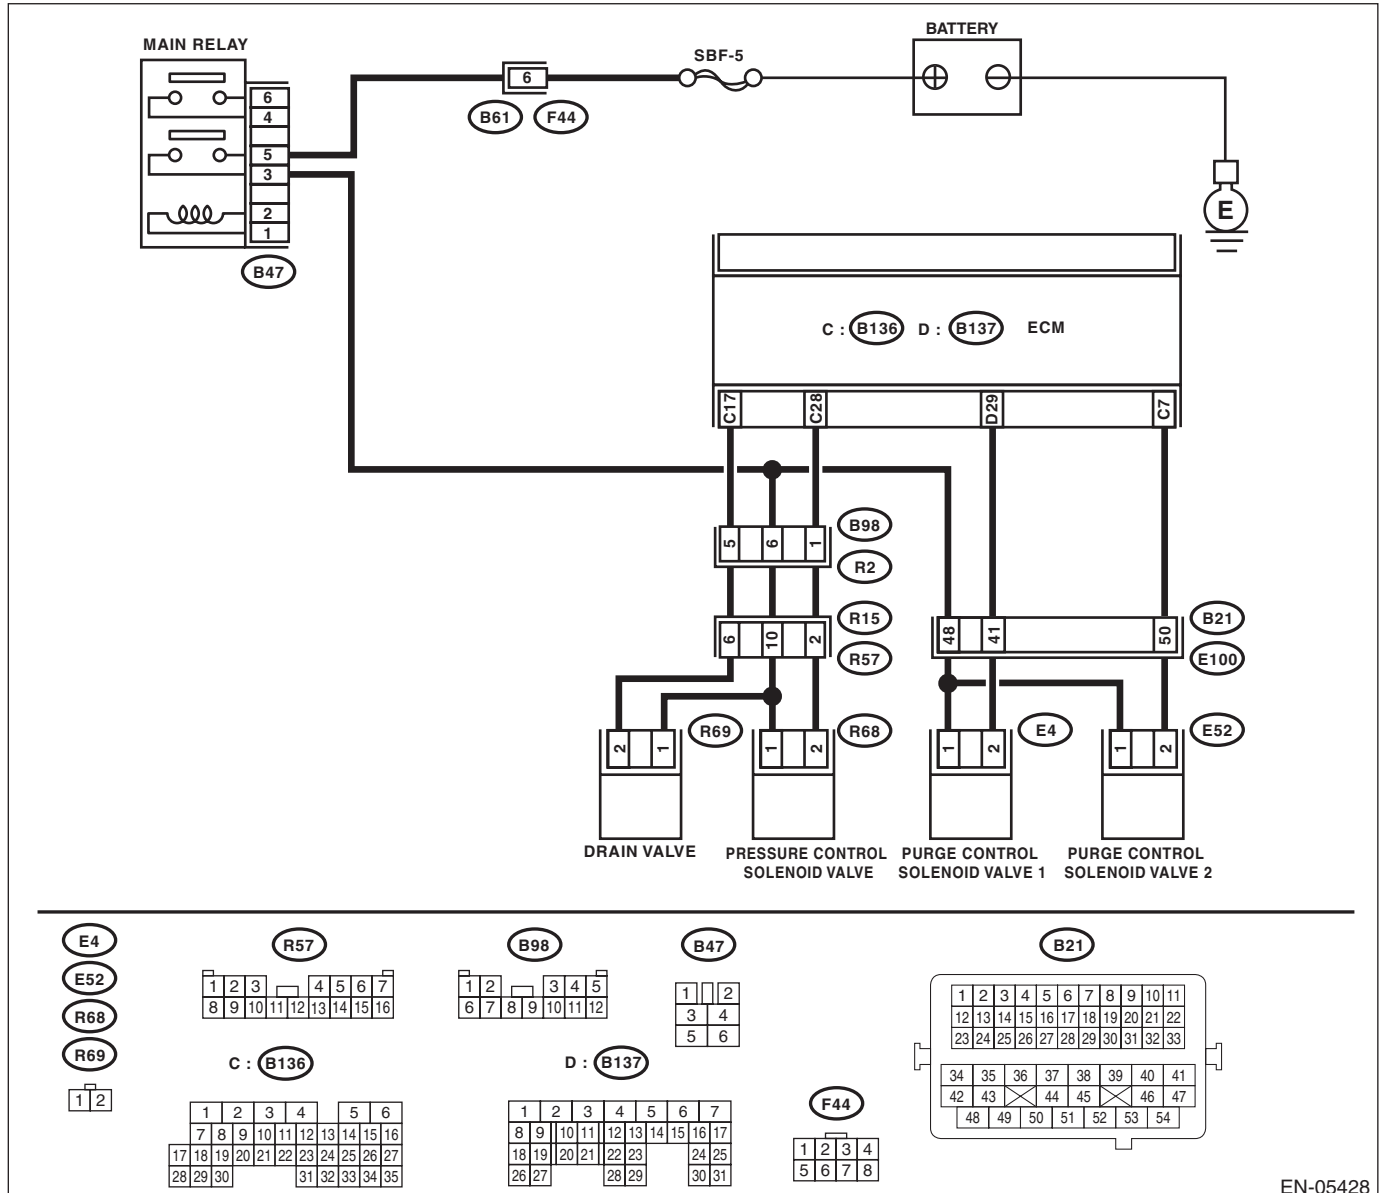 MAIN RELAY
BATTERY
SBF-5
6
4
5
3
2
1
B47
6
B61 F44
E
C : B136 D : B137 ECM
C17 C28 D29 C7
5 6 1
B98
R2
6 10 2
R15
R57
48 41 50
B21
E100
2 1
R69
1 2
R68
1 2
E4
1 2
E52
DRAIN VALVE
PRESSURE CONTROL
SOLENOID VALVE
PURGE CONTROL
SOLENOID VALVE 1
PURGE CONTROL
SOLENOID VALVE 2
E4
E52
R68
R69
1 2
R57
1 2 3 4 5 6 7
8 9 10 11 12 13 14 15 16
B98
1 2 3 4 5
6 7 8 9 10 11 12
B47
1 2
3 4
5 6
B21
1 2 3 4 5 6 7 8 9 10 11
12 13 14 15 16 17 18 19 20 21 22
23 24 25 26 27 28 29 30 31 32 33
34 35 36 37 38 39 40 41
42 43 44 45 46 47
48 49 50 51 52 53 54
C : B136
1 2 3 4 5 6
7 8 9 10 11 12 13 14 15 16
17 18 19 20 21 22 23 24 25 26 27
28 29 30 31 32 33 34 35
D : B137
1 2 3 4 5 6 7
8 9 10 11 12 13 14 15 16 17
18 19 20 21 22 23 24 25
26 27 28 29 30 31
F44
1 2 3 4
5 6 7 8
EN-05428